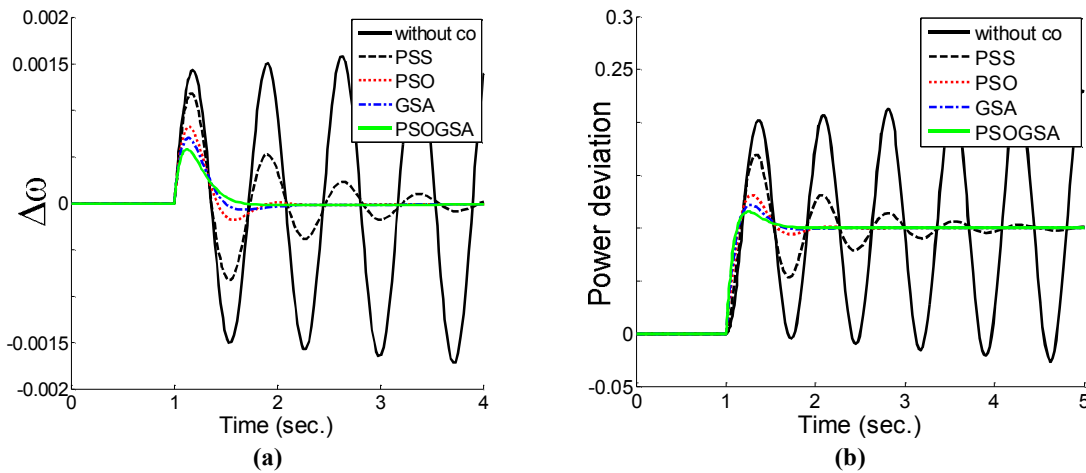 0.002
0.0015
0
-0.0015
-0.002
Δω
0
1
2
3
4
Time (sec.)
without co
PSS
PSO
GSA
PSOGSA
(a)
0.3
0.25
0
-0.05
Power deviation
0
1
2
3
4
5
Time (sec.)
without co
PSS
PSO
GSA
PSOGSA
(b)